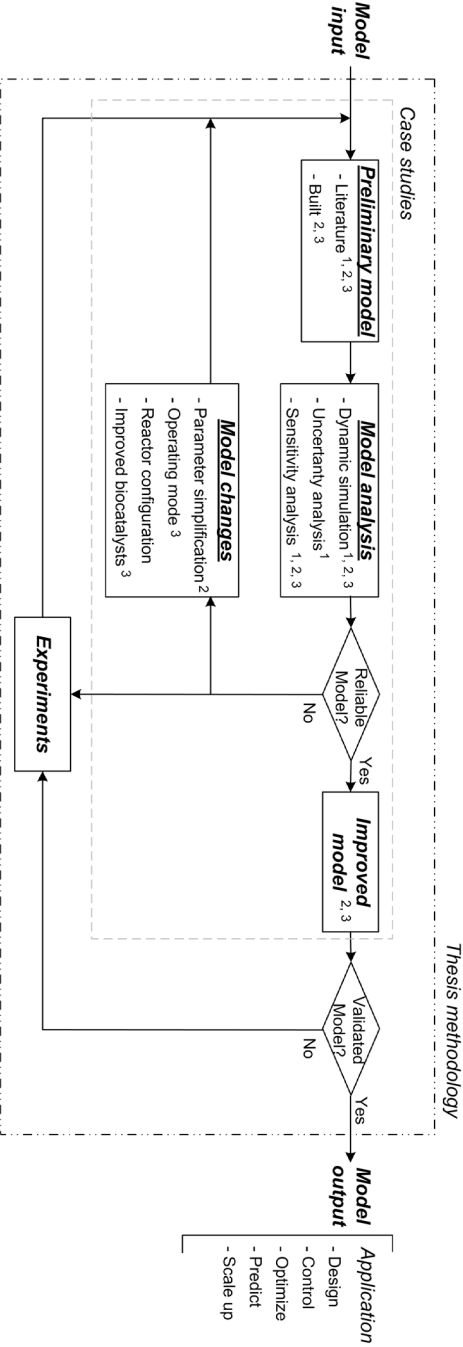 Thesis methodology
Case studies
Model
input
Preliminary model
- Literature 1, 2, 3
- Built 2, 3
Model analysis
- Dynamic simulation 1, 2, 3
- Uncertanty analysis 1
- Sensitivity analysis 1, 2, 3
Reliable
Model?
Yes
No
Improved
model 2, 3
Validated
Model?
Yes
No
Model
output
Application
- Design
- Control
- Optimize
- Predict
- Scale up
Model changes
- Parameter simplification 2
- Operating mode 3
- Reactor configuration
- Improved biocatalysts 3
Experiments